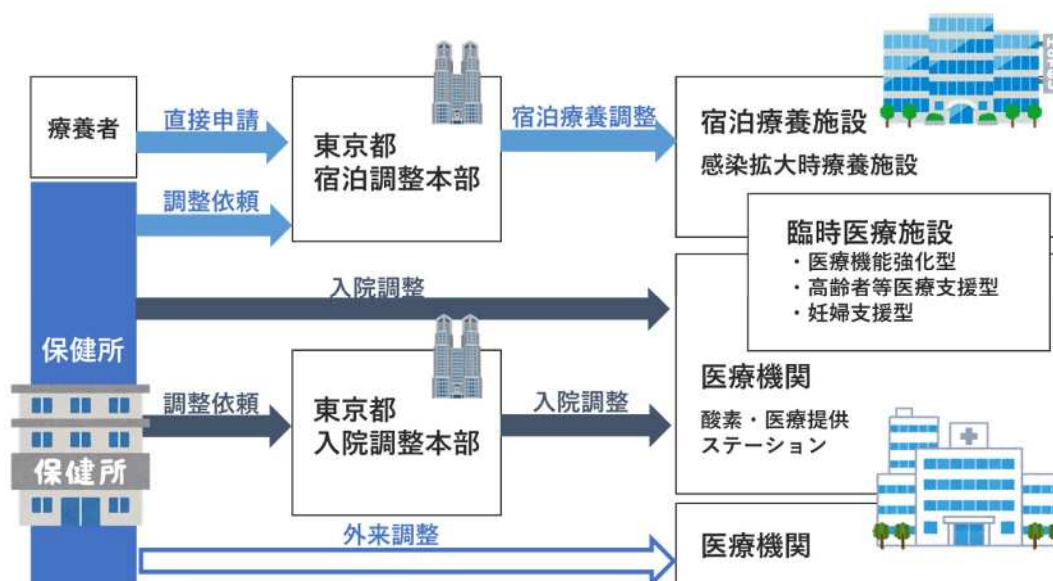 療養者
直接申請
東京都
宿泊調整本部
宿泊療養調整
宿泊療養施設
感染拡大時療養施設
調整依頼
臨時医療施設
・医療機能強化型
・高齢者等医療支援型
・妊婦支援型
入院調整
保健所
保健所
調整依頼
東京都
入院調整本部
入院調整
医療機関
酸素・医療提供
ステーション
外来調整
医療機関